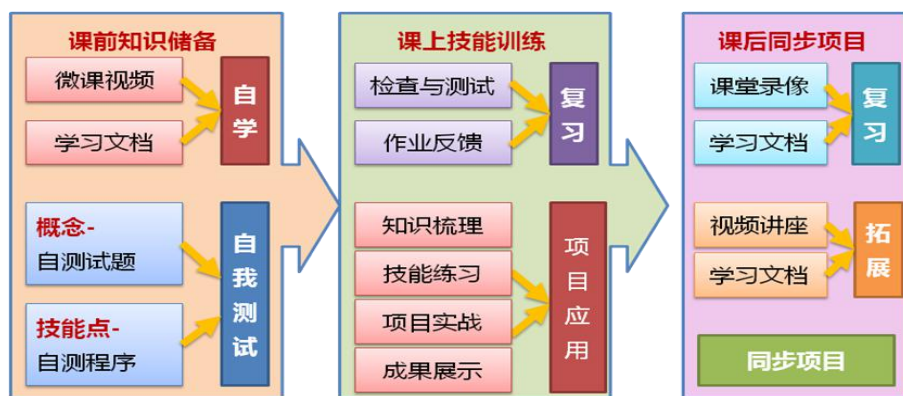 课前知识储备
微课视频
学习文档
自学
概念-
自测试题
技能点-
自测程序
自我测试
课上技能训练
检查与测试
作业反馈
复习
知识梳理
技能练习
项目实战
成果展示
项目应用
课后同步项目
课堂录像
学习文档
复习
视频讲座
学习文档
拓展
同步项目